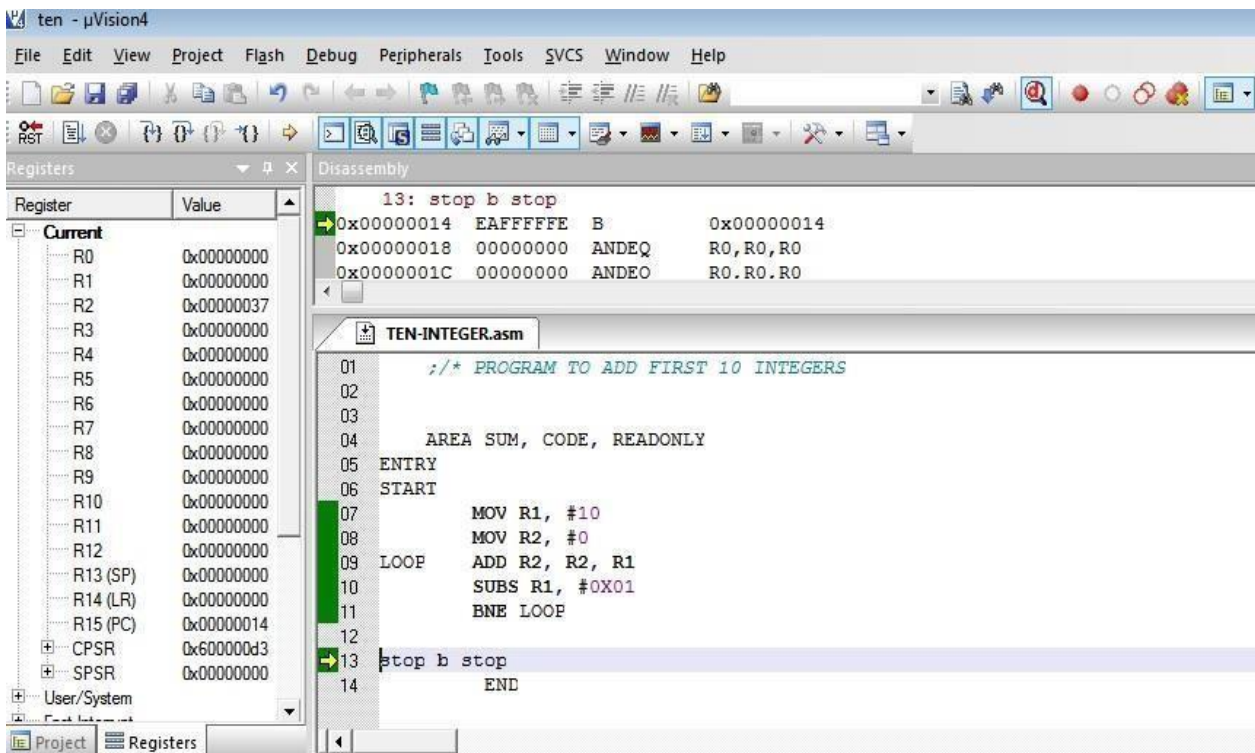 ten - µVision4
File Edit View Project Flash Debug Peripherals Tools SVCS Window Help
RST
Registers
Register Value
Current
R0 0x00000000
R1 0x00000000
R2 0x00000037
R3 0x00000000
R4 0x00000000
R5 0x00000000
R6 0x00000000
R7 0x00000000
R8 0x00000000
R9 0x00000000
R10 0x00000000
R11 0x00000000
R12 0x00000000
R13 (SP) 0x00000000
R14 (LR) 0x00000000
R15 (PC) 0x00000014
CPSR 0x600000d3
SPSR 0x00000000
User/System
Project Registers
Disassembly
13: stop b stop
0x00000014 EAFFFFFE B 0x00000014
0x00000018 00000000 ANDEQ R0,R0,R0
0x0000001C 00000000 ANDEQ R0,R0,R0
TEN-INTEGER.asm
01 ;/* PROGRAM TO ADD FIRST 10 INTEGERS
02
03
04 AREA SUM, CODE, READONLY
05 ENTRY
06 START
07 MOV R1, #10
08 MOV R2, #0
09 LOOP ADD R2, R2, R1
10 SUBS R1, #0X01
11 BNE LOOP
12
13 stop b stop
14 END